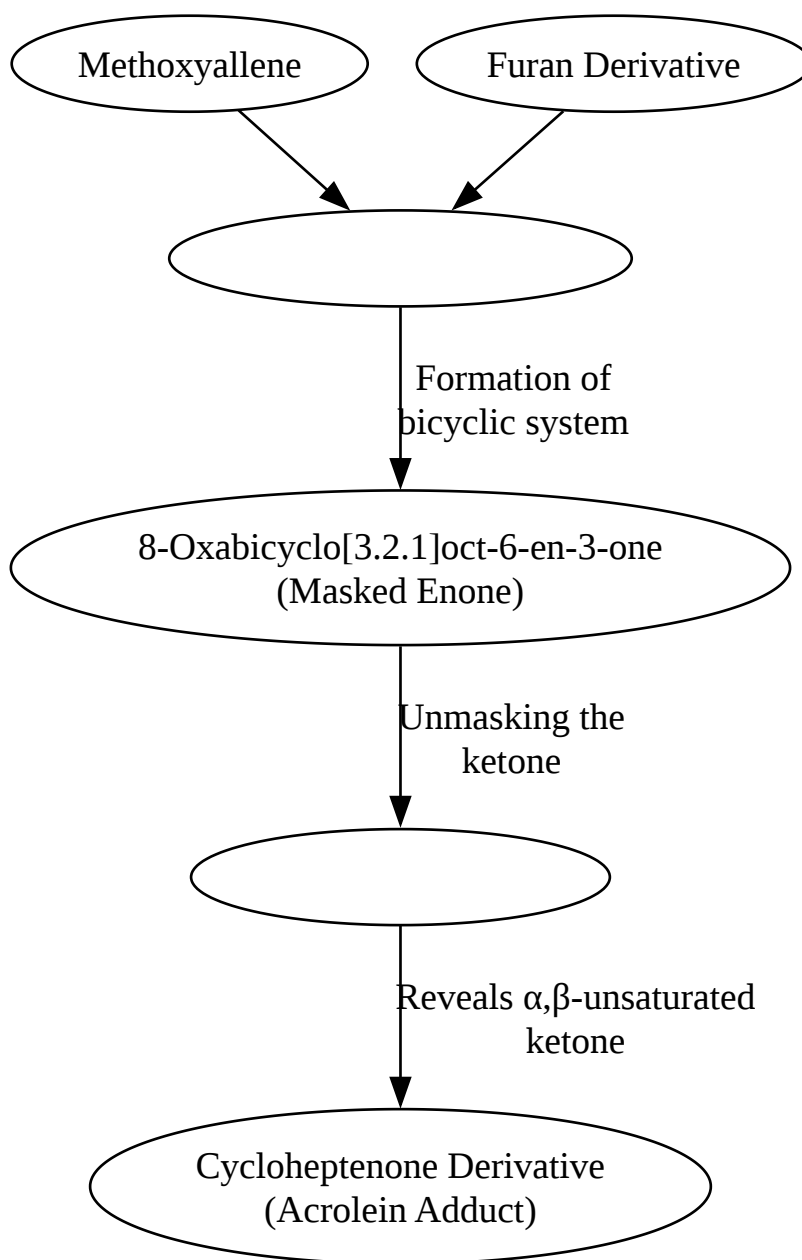 Methoxyallene
Furan Derivative
Formation of
bicyclic system
8-Oxabicyclo[3.2.1]oct-6-en-3-one
(Masked Enone)
Unmasking the
ketone
Reveals α,β-unsaturated
ketone
Cycloheptenone Derivative
(Acrolein Adduct)